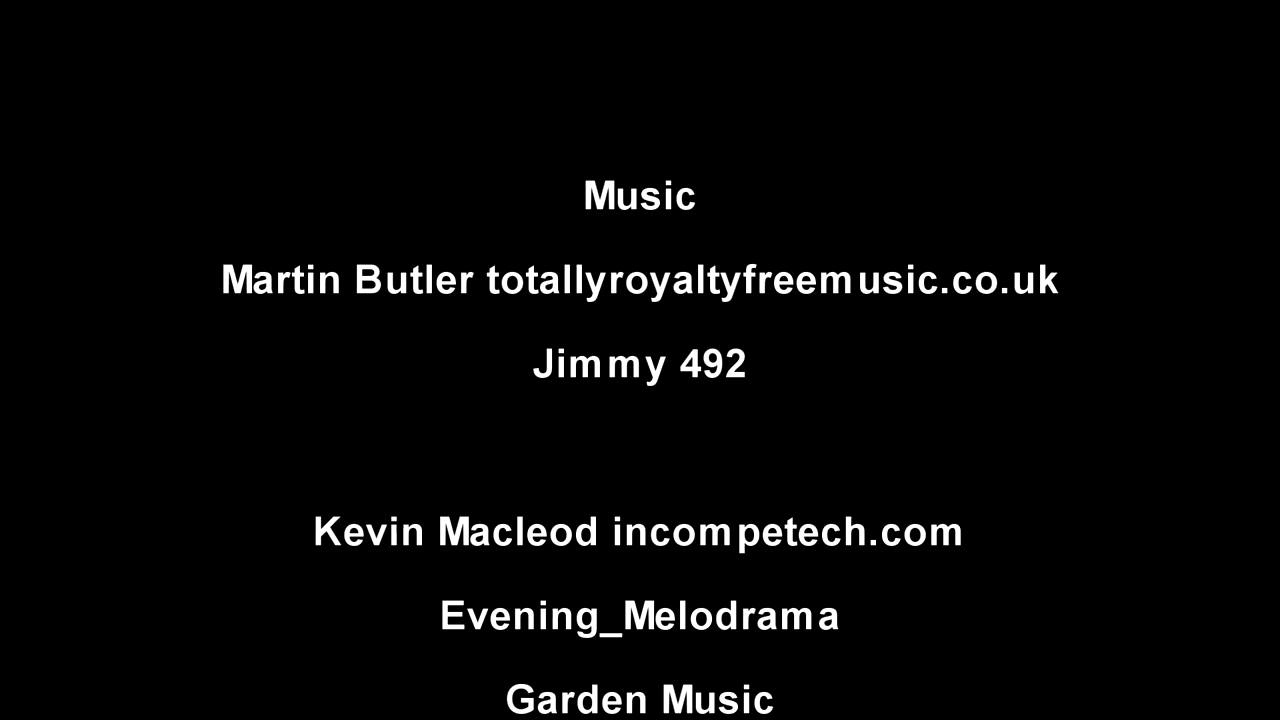 Music
Martin Butler totallyroyaltyfreemusic.co.uk
Jimmy 492
Kevin Macleod incompetech.com
Evening_Melodrama
Garden Music